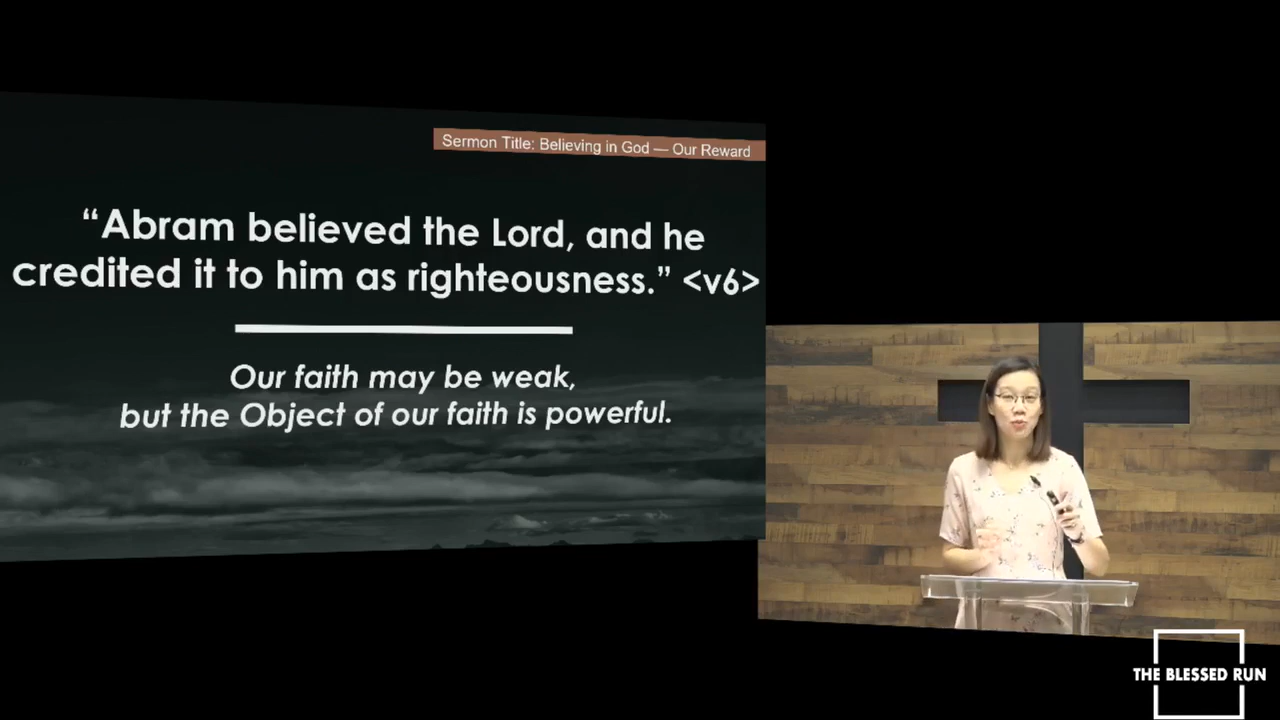 Sermon Title: Believing in God — Our Reward
“Abram believed the Lord, and he
credited it to him as righteousness.” <v6>
Our faith may be weak,
but the Object of our faith is powerful.
THE BLESSED RUN